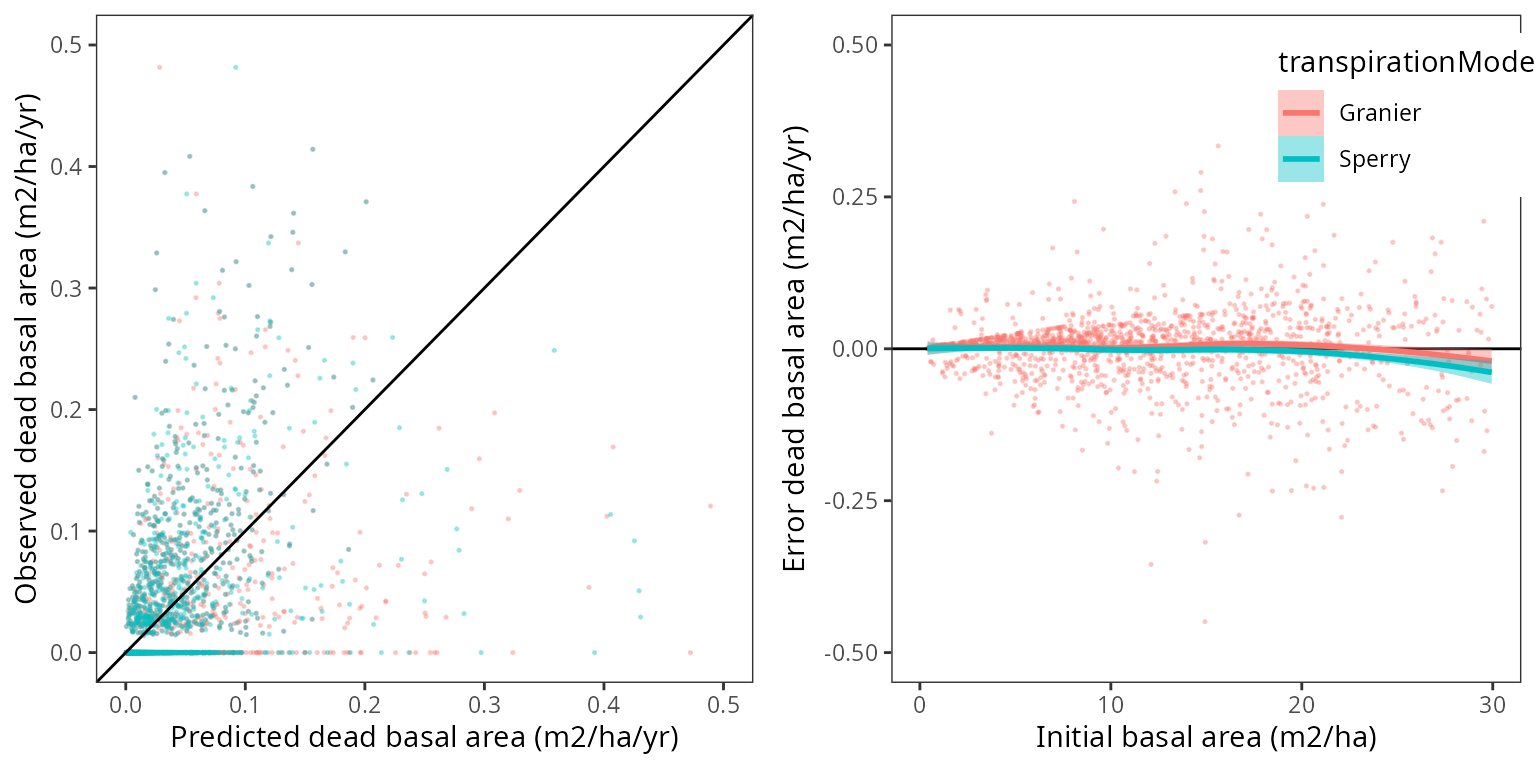 Observed dead basal area (m2/ha/yr)
0.5
0.4
0.3
0.2
0.1
0.0
0.0 0.1 0.2 0.3 0.4 0.5
Predicted dead basal area (m2/ha/yr)
Error dead basal area (m2/ha/yr)
0.50
0.25
0.00
-0.25
-0.50
transpirationMode
Granier
Sperry
0 10 20 30
Initial basal area (m2/ha)